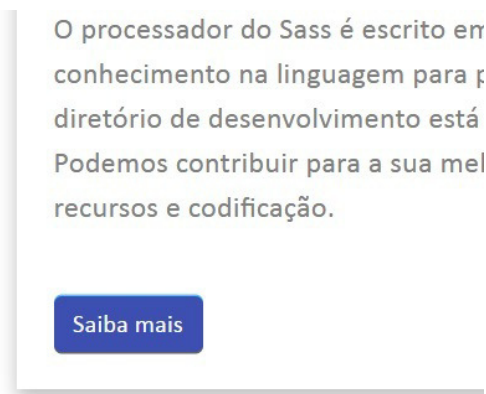 O processador do Sass é escrito em
conhecimento na linguagem para
diretório de desenvolvimento está
Podemos contribuir para a sua
recursos e codificação.
Saiba mais